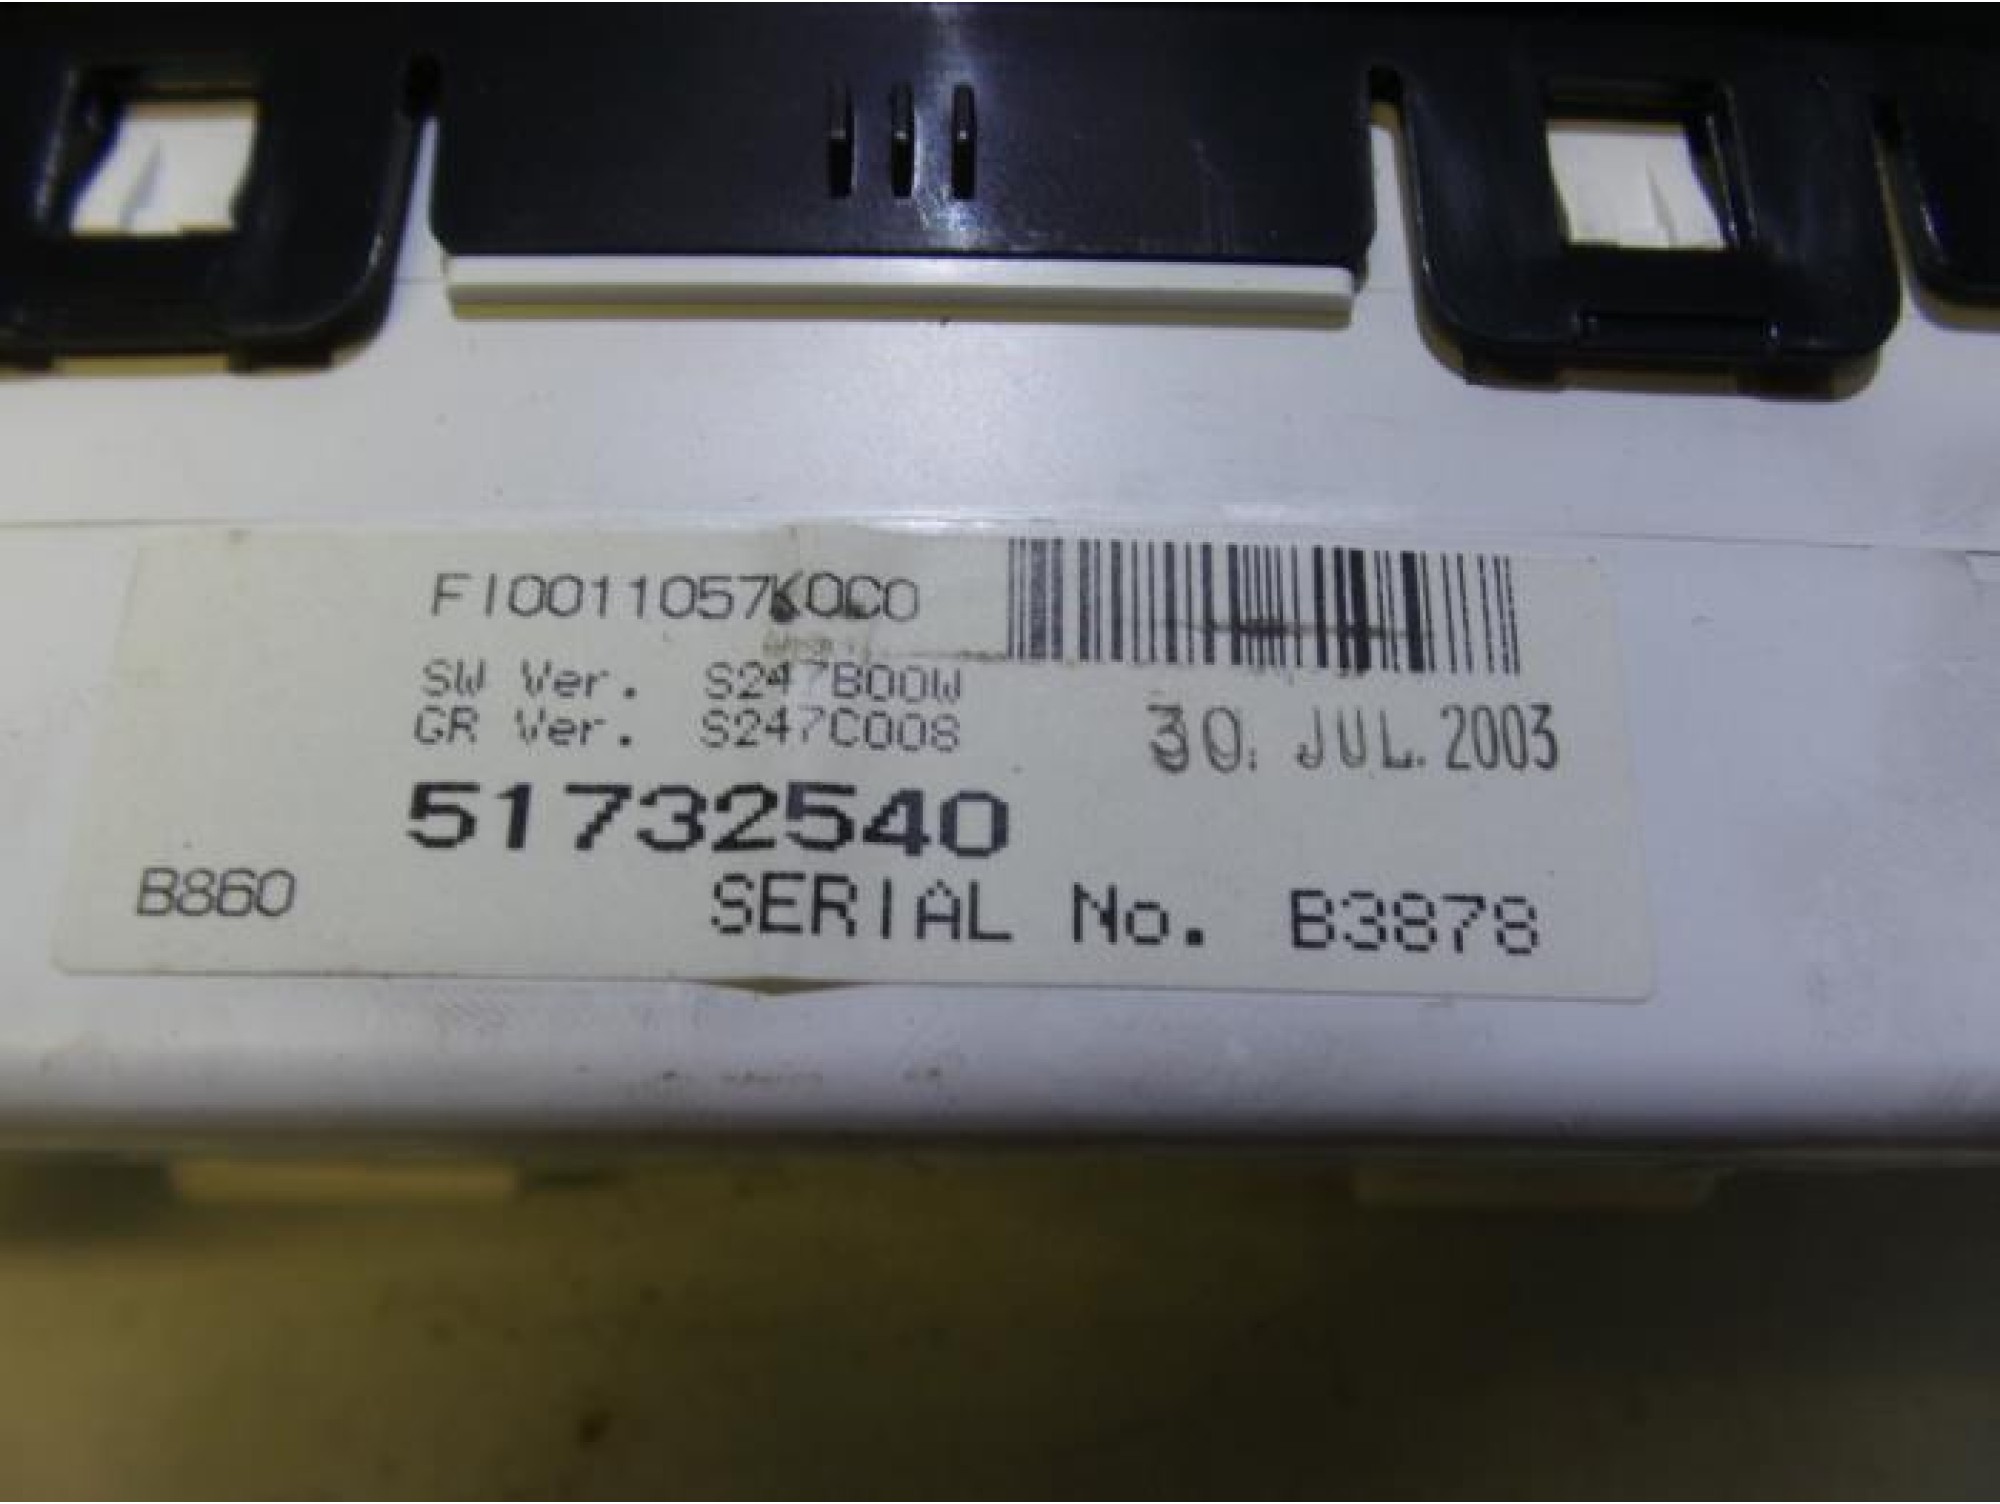 FI0011057K0C0
SW Ver. S247B00W
GR Ver. S247C008
30. JUL. 2003
51732540
B860
SERIAL No. B3878